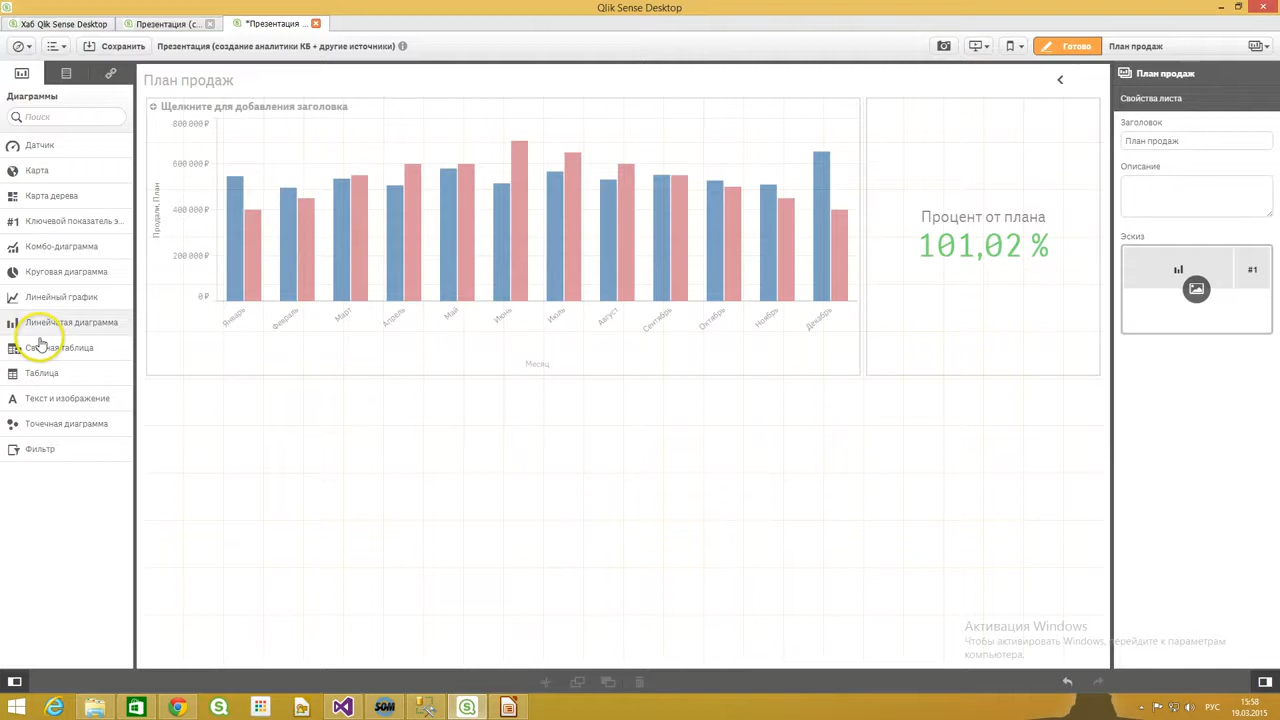 Qlik Sense Desktop
Хаб Qlik Sense Desktop
Презентация (с...
*Презентация ...
Сохранить
Презентация (создание аналитики КБ + другие источники)
Готово
План продаж
Диаграммы
Поиск
Датчик
Карта
Карта дерева
#1 Ключевой показатель э...
Комбо-диаграмма
Круговая диаграмма
Линейный график
Линейчатая диаграмма
Сводная таблица
Таблица
A Текст и изображение
Точечная диаграмма
Фильтр
План продаж
Щелкните для добавления заголовка
Продали, План
800 000 ₽
600 000 ₽
400 000 ₽
200 000 ₽
0 ₽
Январь
Февраль
Март
Апрель
Май
Июнь
Июль
Август
Сентябрь
Октябрь
Ноябрь
Декабрь
Месяц
Процент от плана
101,02 %
План продаж
Свойства листа
Заголовок
План продаж
Описание
Эскиз
#1
Активация Windows
Чтобы активировать Windows, перейдите к параметрам
компьютера.
SOM
РУС
15:58
19.03.2015